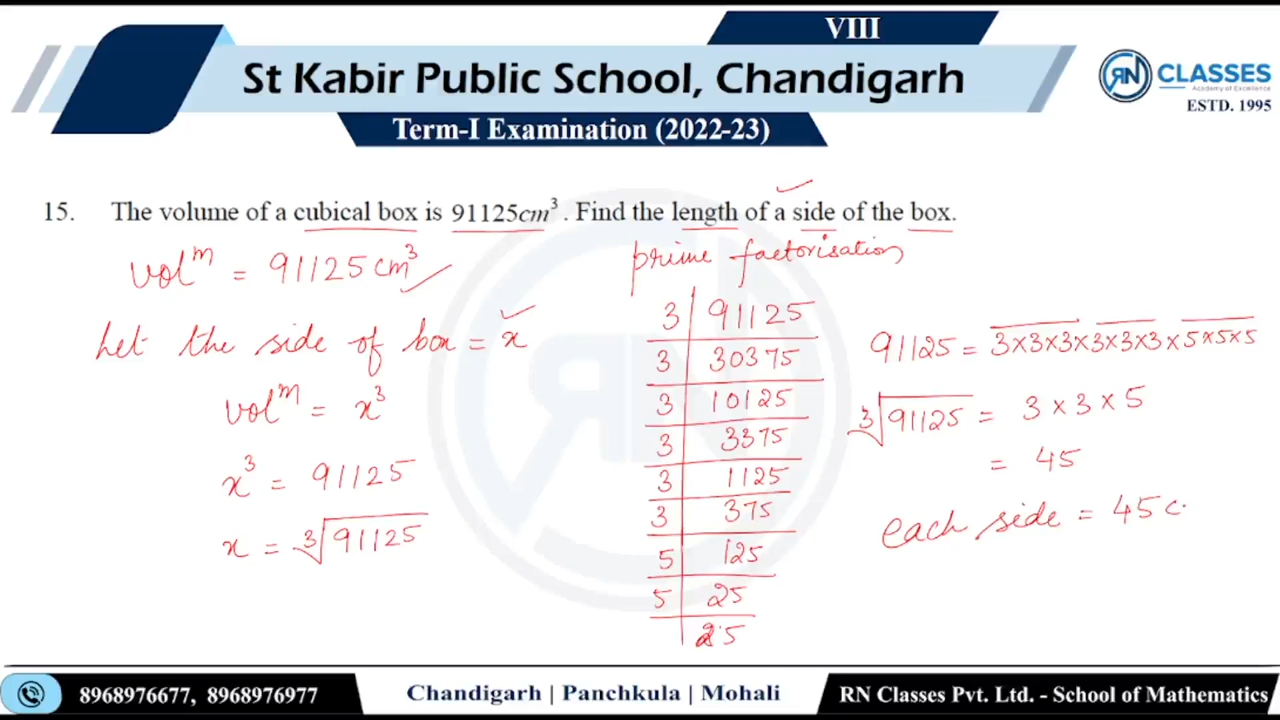 VIII
St Kabir Public School, Chandigarh
RN CLASSES
Academy of Excellence
ESTD. 1995
Term-I Examination (2022-23)
15. The volume of a cubical box is 91125cm³. Find the length of a side of the box.
volᵐ = 91125 cm³
Let the side of box = x
volᵐ = x³
x³ = 91125
x = ∛91125
prime factorisation
3 | 91125
3 | 30375
3 | 10125
3 | 3375
3 | 1125
3 | 375
5 | 125
5 | 25
| 5
91125 = 3×3×3×3×3×3×5×5×5
∛91125 = 3 × 3 × 5
= 45
each side = 45 c
8968976677, 8968976977
Chandigarh | Panchkula | Mohali
RN Classes Pvt. Ltd. - School of Mathematics